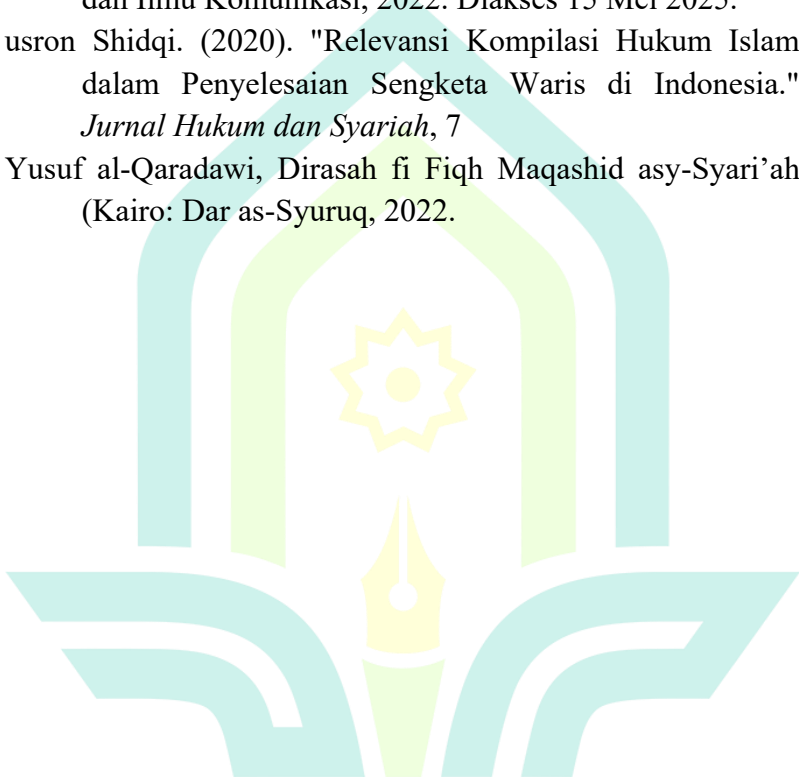 dan Ilmu Komunikasi, 2022. Diakses 15 Mei 2025.
usron Shidqi. (2020). "Relevansi Kompilasi Hukum Islam
dalam Penyelesaian Sengketa Waris di Indonesia."
Jurnal Hukum dan Syariah, 7
Yusuf al-Qaradawi, Dirasah fi Fiqh Maqashid asy-Syari’ah
(Kairo: Dar as-Syuruq, 2022.